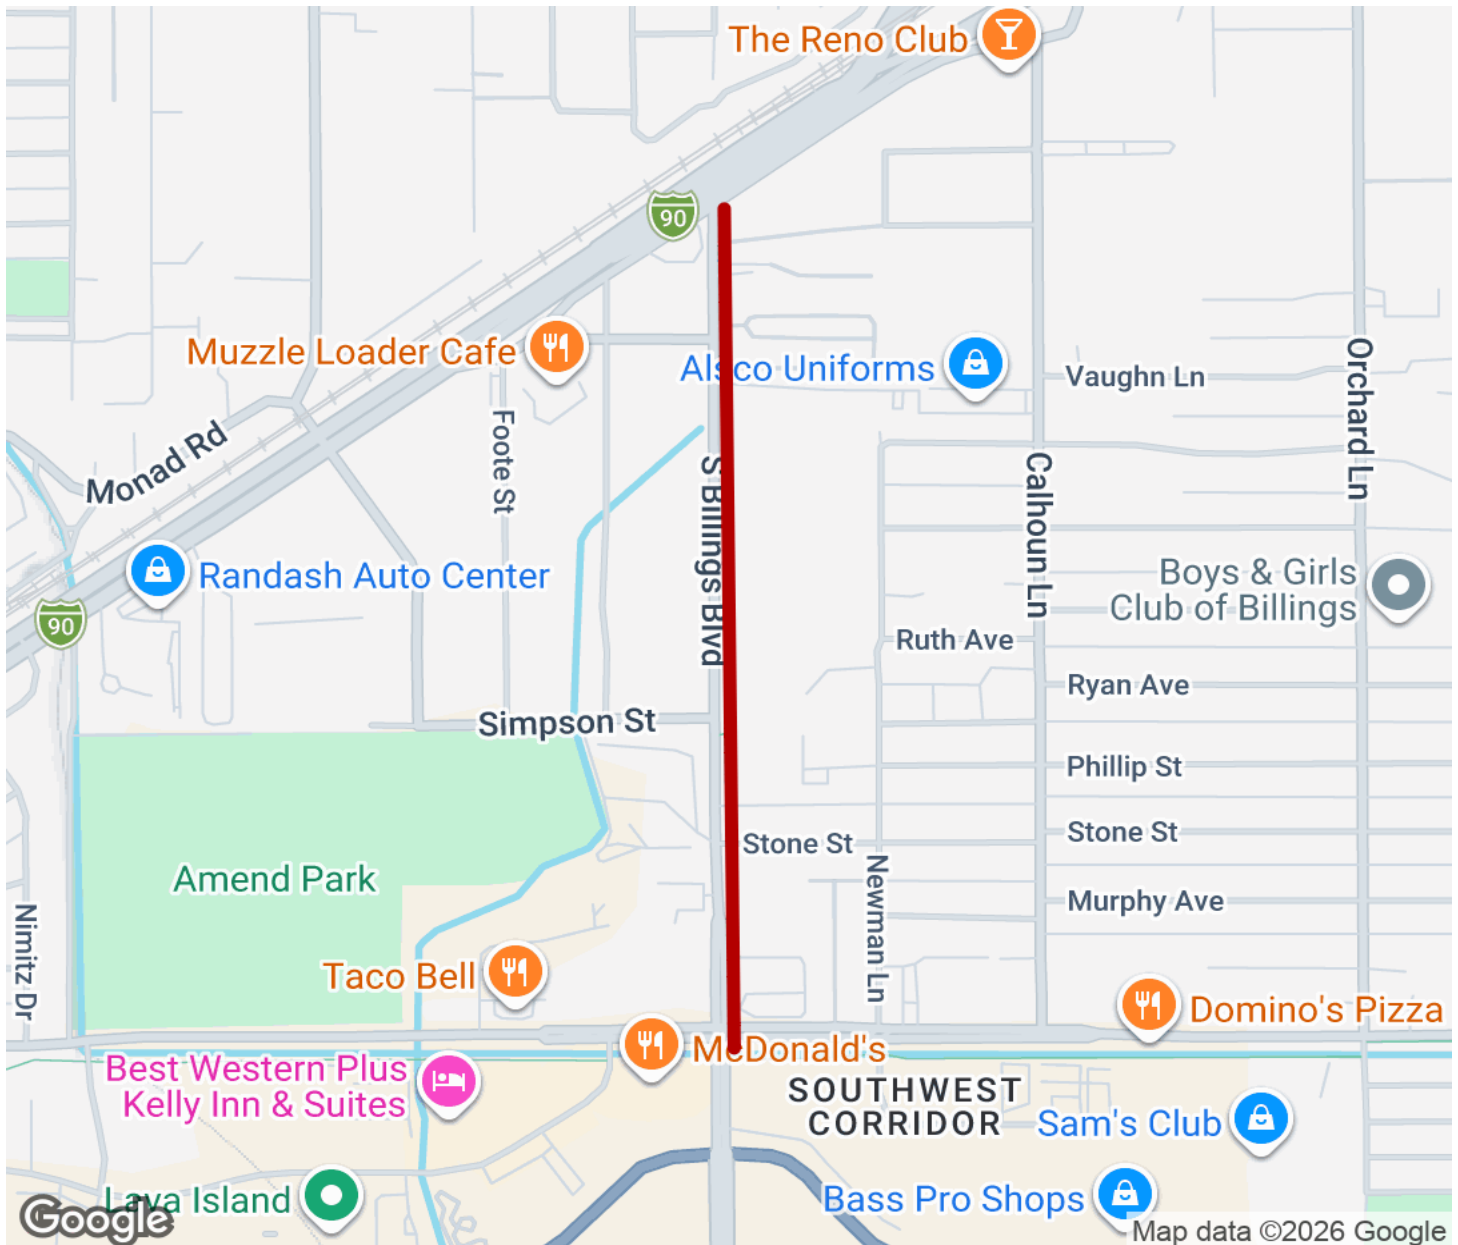 The Reno Club
90
Muzzle Loader Cafe
Alsco Uniforms
Vaughn Ln
Orchard Ln
Monad Rd
Foote St
S Billings Blvd
Calhoun Ln
Randash Auto Center
90
Boys & Girls
Club of Billings
Ruth Ave
Ryan Ave
Simpson St
Phillip St
Stone St
Stone St
Amend Park
Newman Ln
Murphy Ave
Nimitz Dr
Taco Bell
Domino's Pizza
McDonald's
Best Western Plus
Kelly Inn & Suites
SOUTHWEST
CORRIDOR
Sam's Club
Lava Island
Bass Pro Shops
Google
Map data ©2026 Google